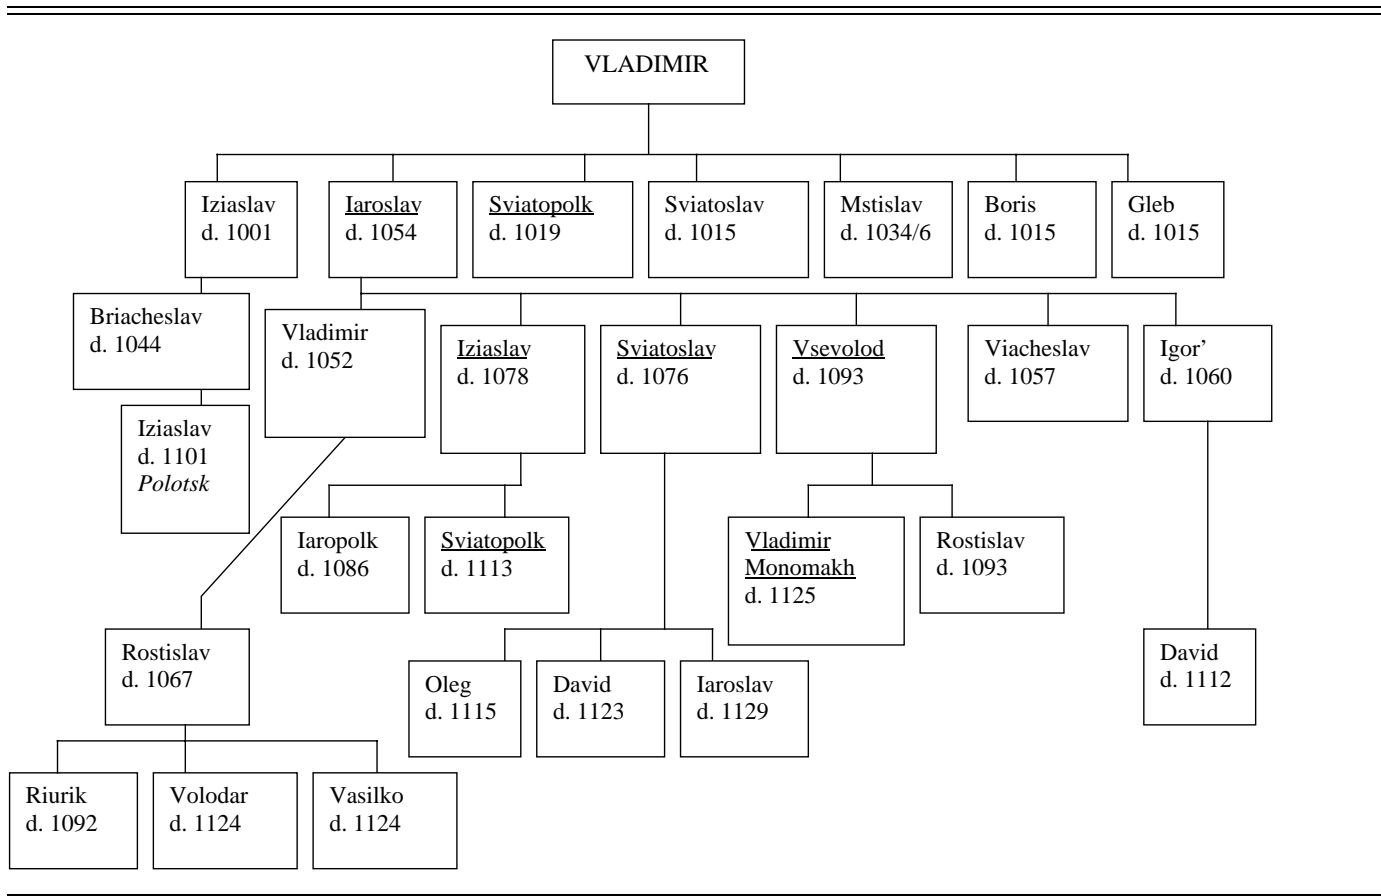 VLADIMIR
Iziaslav
d. 1001
Iaroslav
d. 1054
Sviatopolk
d. 1019
Sviatoslav
d. 1015
Mstislav
d. 1034/6
Boris
d. 1015
Gleb
d. 1015
Briacheslav
d. 1044
Vladimir
d. 1052
Iziaslav
d. 1078
Sviatoslav
d. 1076
Vsevolod
d. 1093
Viacheslav
d. 1057
Igor’
d. 1060
Iziaslav
d. 1101
Polotsk
Iaropolk
d. 1086
Sviatopolk
d. 1113
Vladimir
Monomakh
d. 1125
Rostislav
d. 1093
Rostislav
d. 1067
Oleg
d. 1115
David
d. 1123
Iaroslav
d. 1129
David
d. 1112
Riurik
d. 1092
Volodar
d. 1124
Vasilko
d. 1124